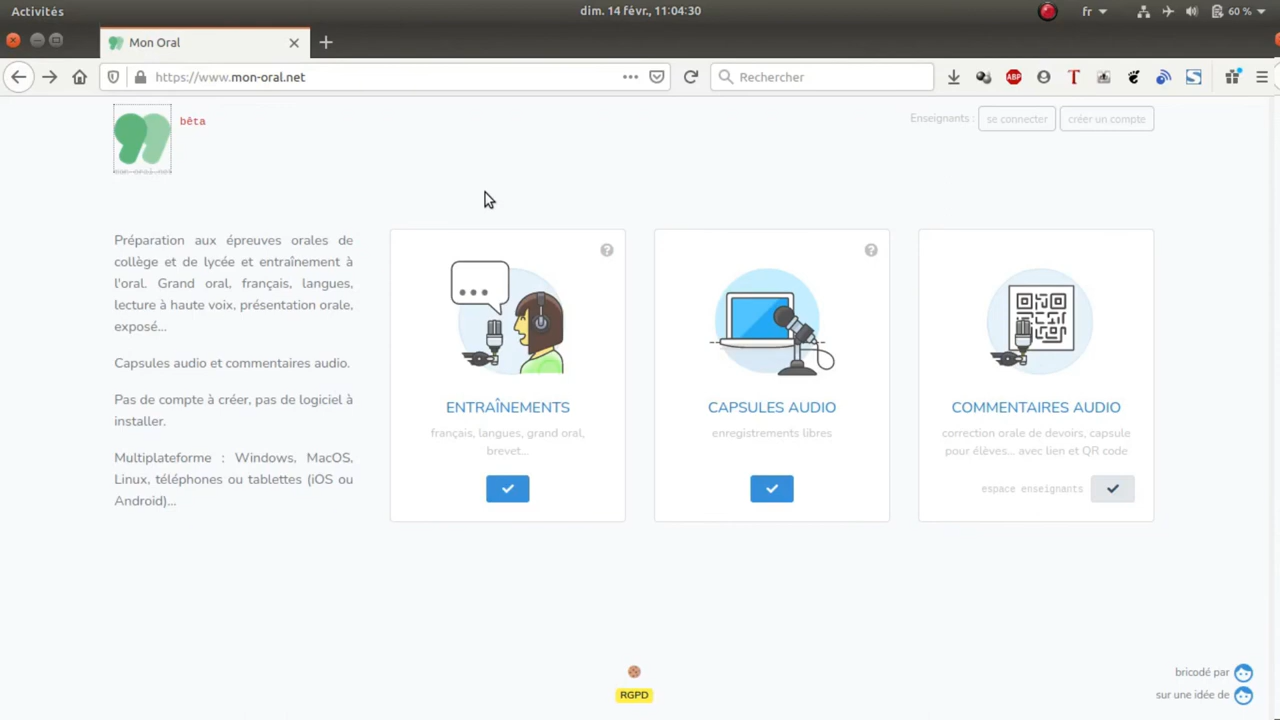 Activités
dim. 14 févr., 11:04:30
fr
60 %
Mon Oral
https://www.mon-oral.net
Rechercher
ABP
T
S
bêta
mon-oral.net
Enseignants :
se connecter
créer un compte
Préparation aux épreuves orales de
collège et de lycée et entraînement à
l'oral. Grand oral, français, langues,
lecture à haute voix, présentation orale,
exposé...
Capsules audio et commentaires audio.
Pas de compte à créer, pas de logiciel à
installer.
Multiplateforme : Windows, MacOS,
Linux, téléphones ou tablettes (iOS ou
Android)...
?
ENTRAÎNEMENTS
français, langues, grand oral,
brevet...
?
CAPSULES AUDIO
enregistrements libres
COMMENTAIRES AUDIO
correction orale de devoirs, capsule
pour élèves... avec lien et QR code
espace enseignants
RGPD
bricodé par
sur une idée de